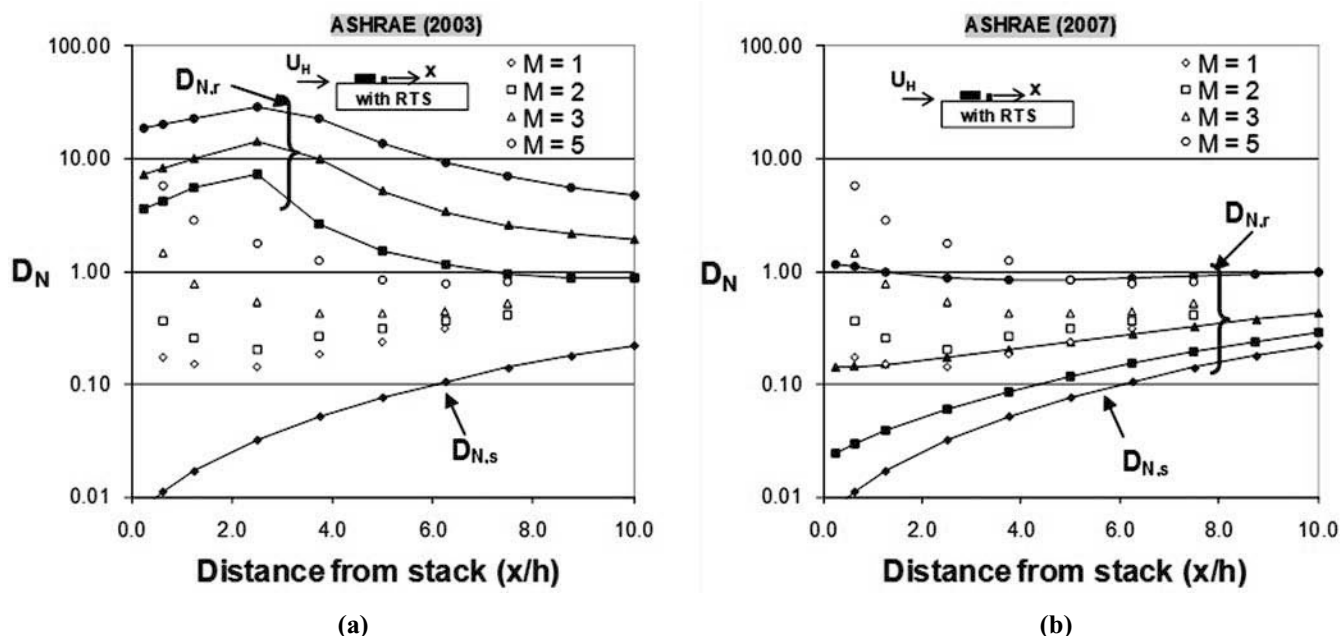 ASHRAE (2003)
100.00
10.00
1.00
0.10
0.01
D_N
D_N,r
U_H
x
with RTS
M = 1
M = 2
M = 3
M = 5
D_N,s
0.0 2.0 4.0 6.0 8.0 10.0
Distance from stack (x/h)
(a)
ASHRAE (2007)
100.00
10.00
1.00
0.10
0.01
U_H
x
with RTS
M = 1
M = 2
M = 3
M = 5
D_N,r
D_N,s
0.0 2.0 4.0 6.0 8.0 10.0
Distance from stack (x/h)
(b)